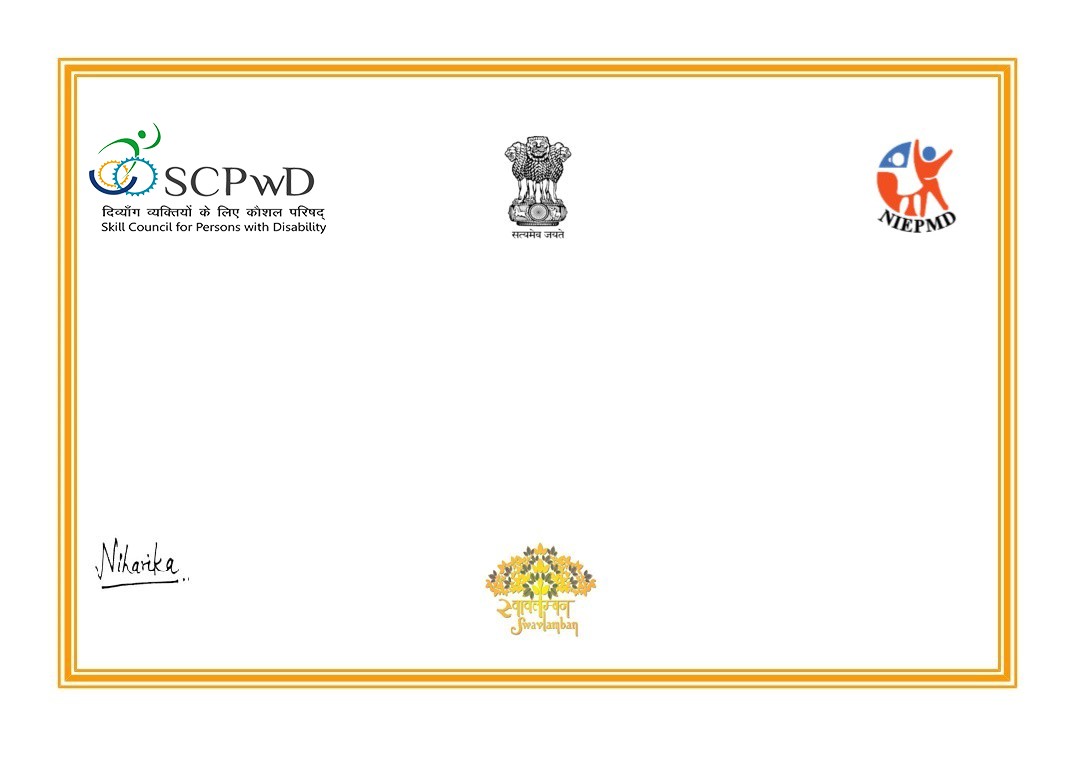 SCPwD
दिव्याँग व्यक्तियों के लिए कौशल परिषद्
Skill Council for Persons with Disability
सत्यमेव जयते
NIEPMD
Niharika
स्वावलम्बन
Swavlamban